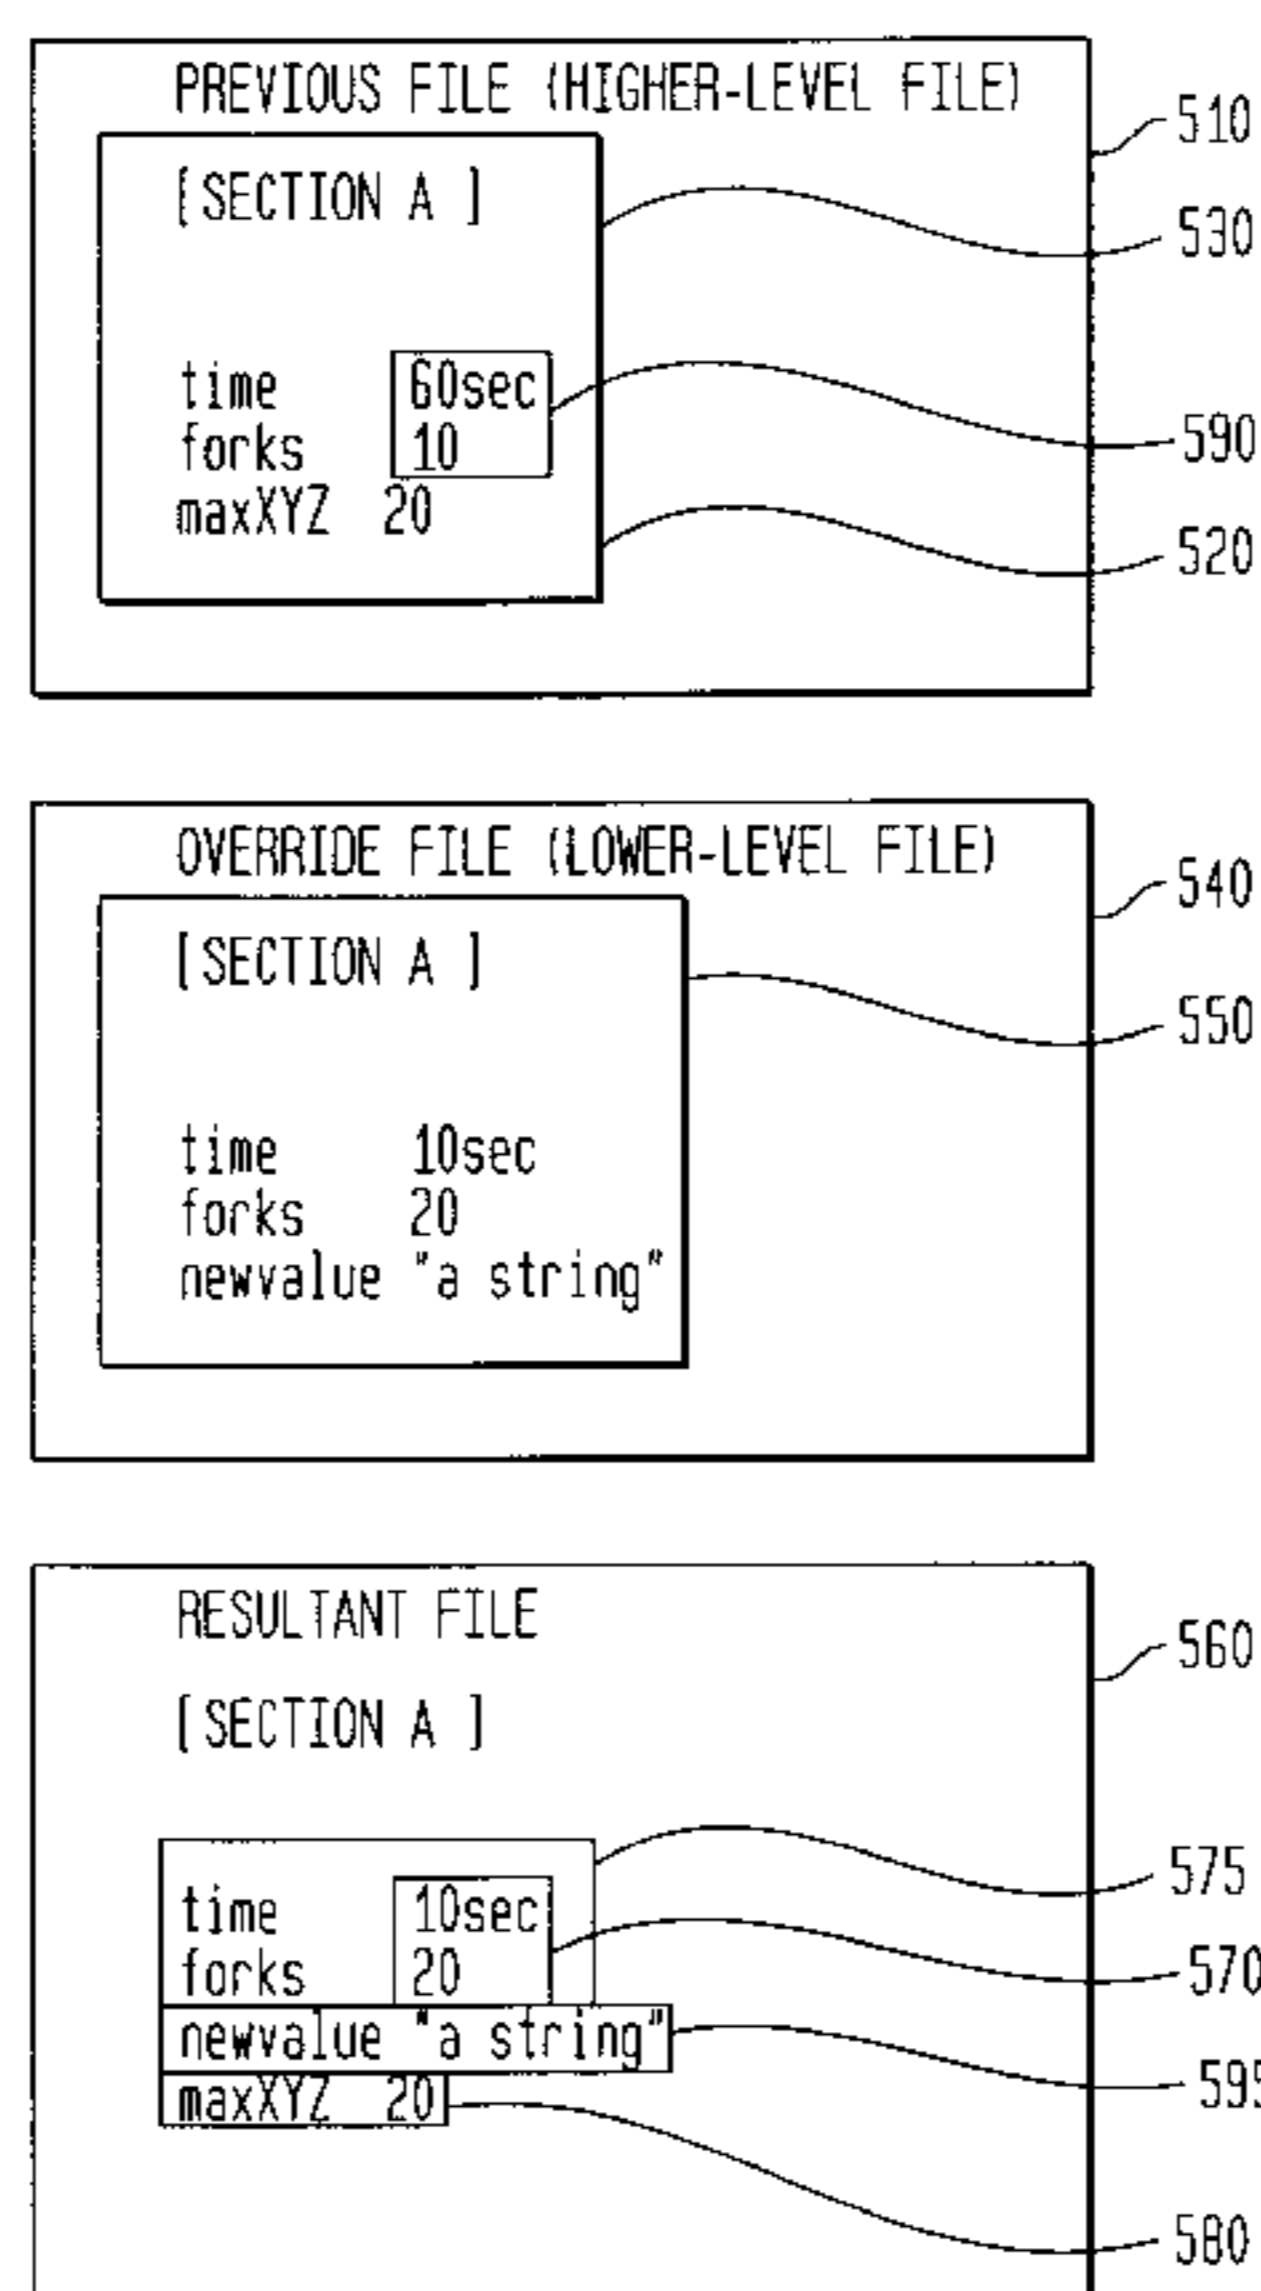 PREVIOUS FILE (HIGHER-LEVEL FILE)
510
[SECTION A ]
530
time 60sec
590
forks 10
maxXYZ 20
520
OVERRIDE FILE (LOWER-LEVEL FILE)
540
[SECTION A ]
550
time 10sec
forks 20
newvalue "a string"
RESULTANT FILE
560
[SECTION A ]
575
time 10sec
forks 20
570
newvalue "a string"
595
maxXYZ 20
580